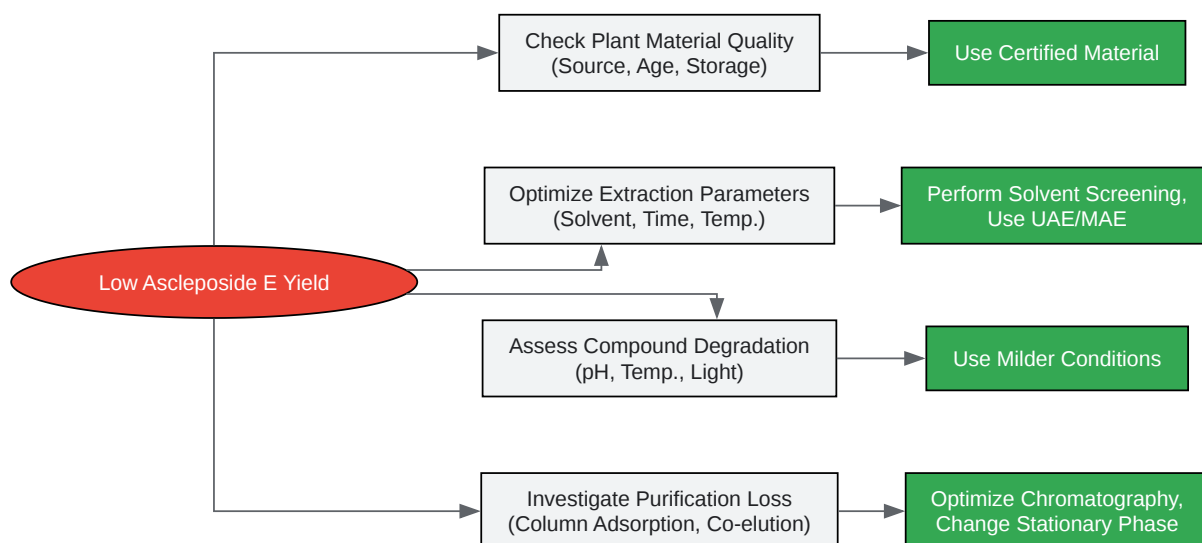 Check Plant Material Quality
(Source, Age, Storage)
Use Certified Material
Optimize Extraction Parameters
(Solvent, Time, Temp.)
Perform Solvent Screening,
Use UAE/MAE
Low Ascleposide E Yield
Assess Compound Degradation
(pH, Temp., Light)
Use Milder Conditions
Investigate Purification Loss
(Column Adsorption, Co-elution)
Optimize Chromatography,
Change Stationary Phase